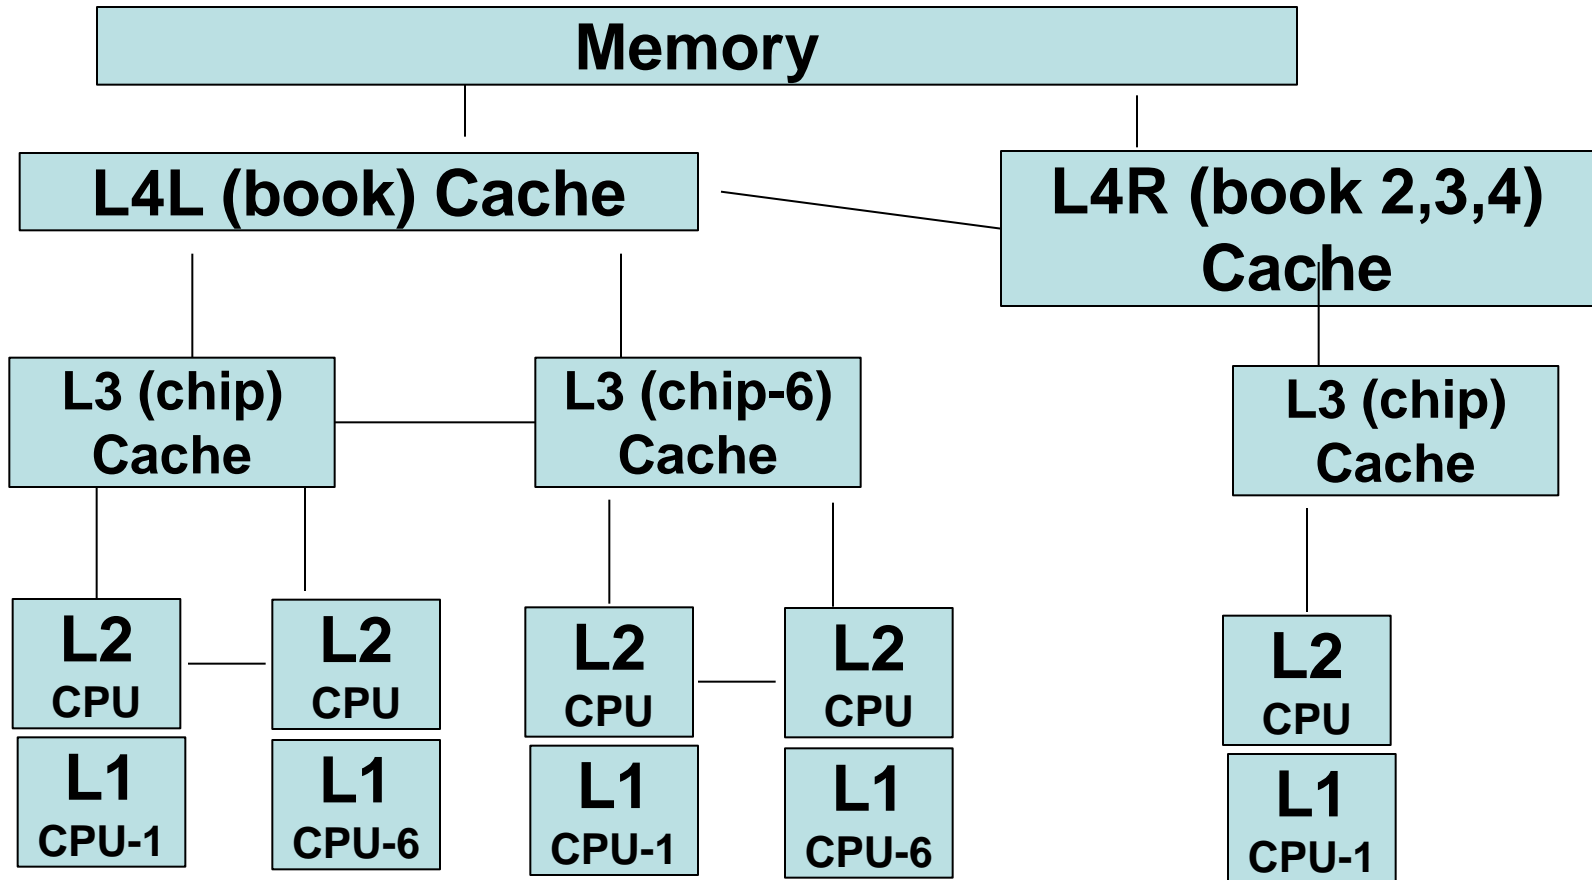 Memory
L4L (book) Cache
L4R (book 2,3,4)
Cache
L3 (chip)
Cache
L3 (chip-6)
Cache
L3 (chip)
Cache
L2
CPU
L2
CPU
L2
CPU
L2
CPU
L2
CPU
L1
CPU-1
L1
CPU-6
L1
CPU-1
L1
CPU-6
L1
CPU-1